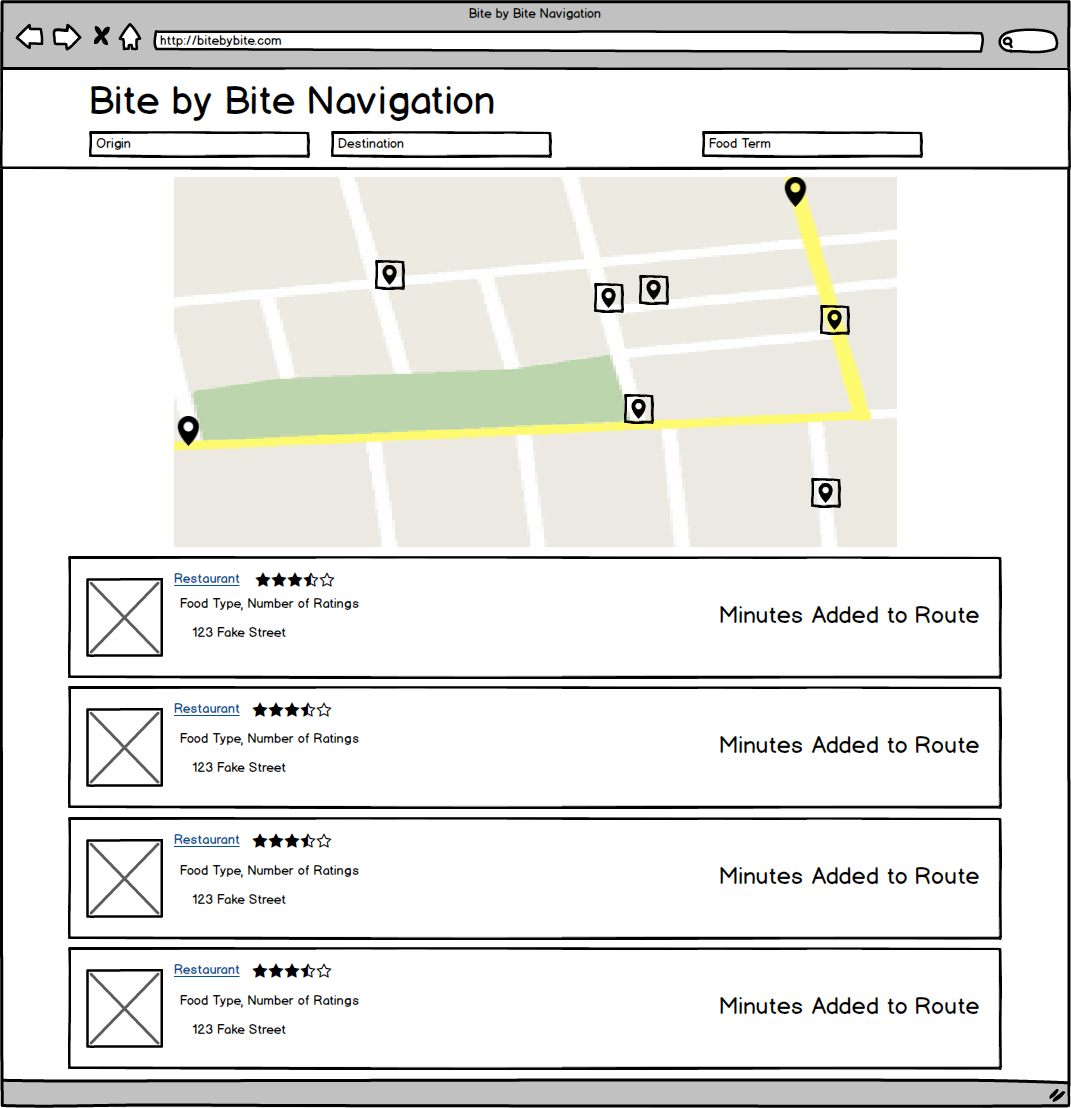 Bite by Bite Navigation
http://bitebybite.com
Bite by Bite Navigation
Origin
Destination
Food Term
Restaurant
Food Type, Number of Ratings
123 Fake Street
Minutes Added to Route
Restaurant
Food Type, Number of Ratings
123 Fake Street
Minutes Added to Route
Restaurant
Food Type, Number of Ratings
123 Fake Street
Minutes Added to Route
Restaurant
Food Type, Number of Ratings
123 Fake Street
Minutes Added to Route